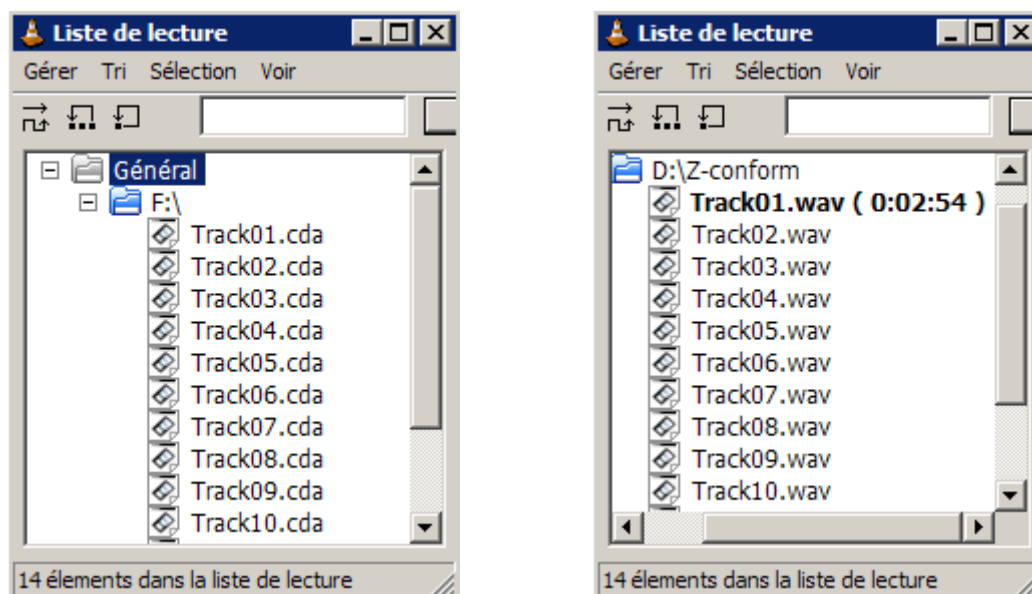 Liste de lecture
Gérer Tri Sélection Voir
Général
F:\
Track01.cda
Track02.cda
Track03.cda
Track04.cda
Track05.cda
Track06.cda
Track07.cda
Track08.cda
Track09.cda
Track10.cda
14 élements dans la liste de lecture
Liste de lecture
Gérer Tri Sélection Voir
D:\Z-conform
Track01.wav ( 0:02:54 )
Track02.wav
Track03.wav
Track04.wav
Track05.wav
Track06.wav
Track07.wav
Track08.wav
Track09.wav
Track10.wav
14 élements dans la liste de lecture